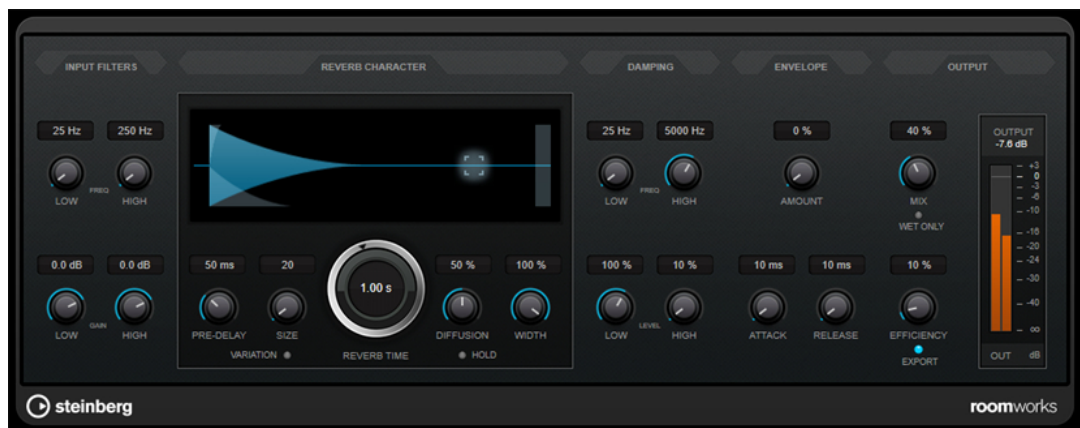 INPUT FILTERS
REVERB CHARACTER
DAMPING
ENVELOPE
OUTPUT
25 Hz
250 Hz
LOW
FREQ
HIGH
0.0 dB
0.0 dB
LOW
GAIN
HIGH
50 ms
20
1.00 s
50 %
100 %
PRE-DELAY
SIZE
DIFFUSION
WIDTH
VARIATION
REVERB TIME
HOLD
25 Hz
5000 Hz
LOW
FREQ
HIGH
100 %
10 %
LOW
LEVEL
HIGH
0 %
AMOUNT
10 ms
10 ms
ATTACK
RELEASE
40 %
MIX
WET ONLY
10 %
EFFICIENCY
EXPORT
OUTPUT
-7.6 dB
+3
0
-3
-6
-10
-16
-20
-24
-30
-40
∞
OUT dB
steinberg
roomworks